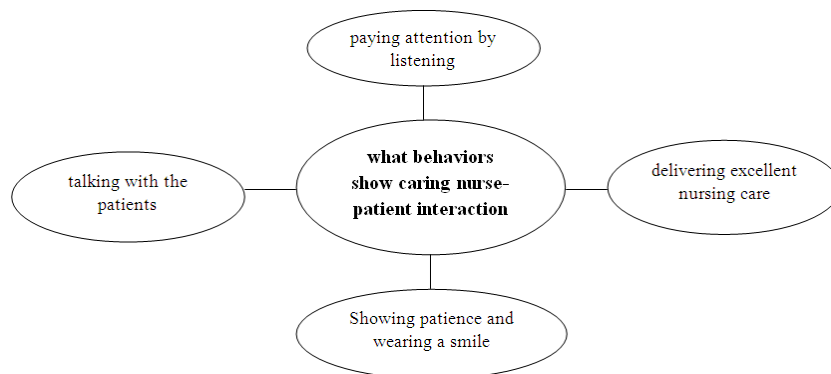 paying attention by
listening
what behaviors
show caring nurse-
patient interaction
talking with the
patients
delivering excellent
nursing care
Showing patience and
wearing a smile